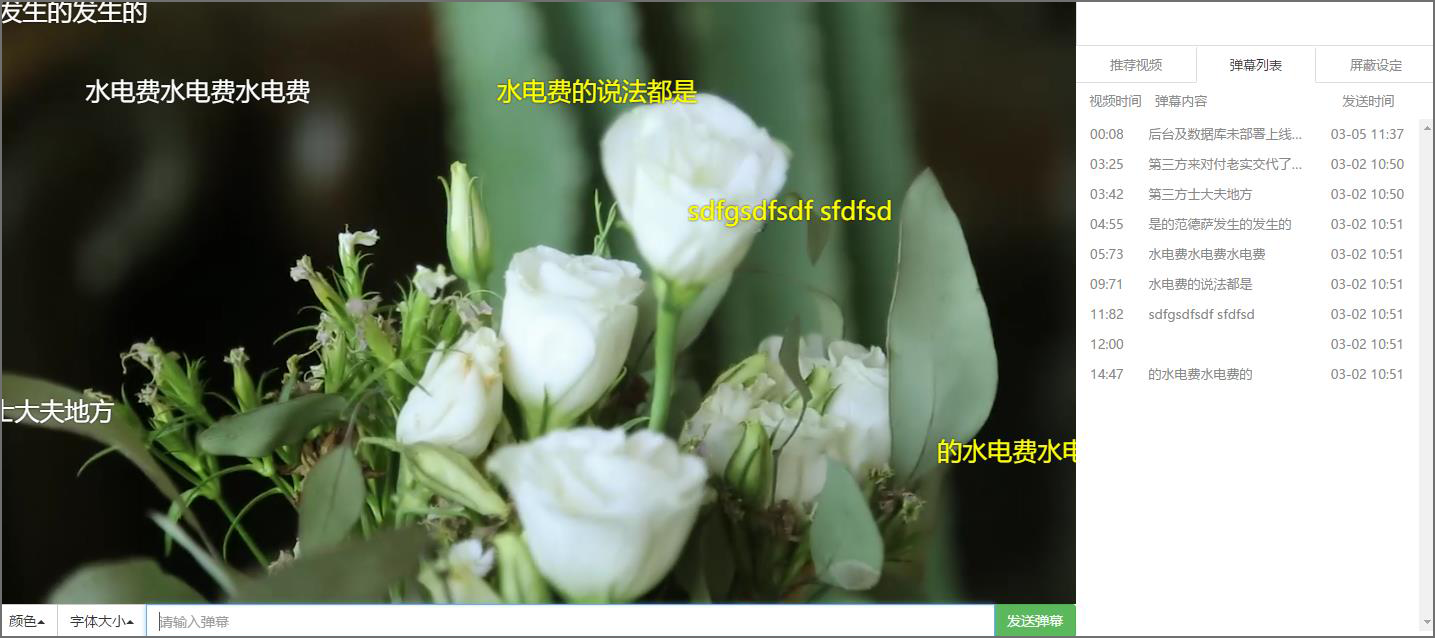 发生的发生的
水电费水电费水电费
水电费的说法都是
sdfgsdfsdf sfdfsd
士大夫地方
的水电费水电
颜色
字体大小
请输入弹幕
发送弹幕
推荐视频
弹幕列表
屏蔽设定
视频时间 弹幕内容 发送时间
00:08 后台及数据库未部署上线... 03-05 11:37
03:25 第三方来对付老实交代了... 03-02 10:50
03:42 第三方士大夫地方 03-02 10:50
04:55 是的范德萨发生的发生的 03-02 10:51
05:73 水电费水电费水电费 03-02 10:51
09:71 水电费的说法都是 03-02 10:51
11:82 sdfgsdfsdf sfdfsd 03-02 10:51
12:00 03-02 10:51
14:47 的水电费水电费的 03-02 10:51